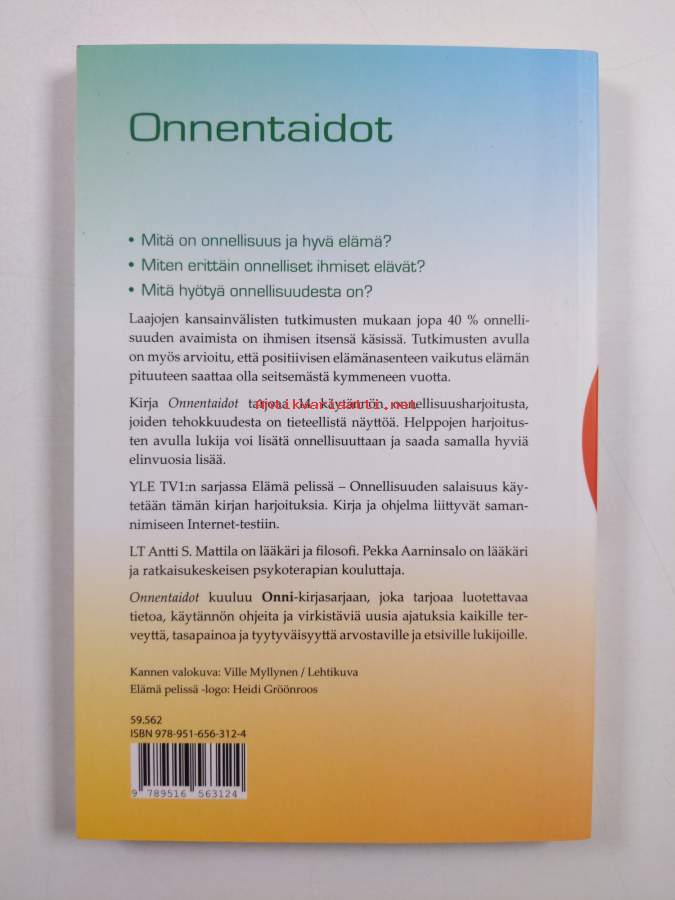 Onnentaidot
• Mitä on onnellisuus ja hyvä elämä?
• Miten erittäin onnelliset ihmiset elävät?
• Mitä hyötyä onnellisuudesta on?
Laajojen kansainvälisten tutkimusten mukaan jopa 40 % onnelli-
suuden avaimista on ihmisen itsensä käsissä. Tutkimusten avulla
on myös arvioitu, että positiivisen elämänasenteen vaikutus elämän
pituuteen saattaa olla seitsemästä kymmeneen vuotta.
Kirja Onnentaidot tarjoaa 14 käytännön onnellisuusharjoitusta,
Antikvariaatti.net
joiden tehokkuudesta on tieteellistä näyttöä. Helppojen harjoitus-
ten avulla lukija voi lisätä onnellisuuttaan ja saada samalla hyviä
elinvuosia lisää.
YLE TV1:n sarjassa Elämä pelissä – Onnellisuuden salaisuus käy-
tetään tämän kirjan harjoituksia. Kirja ja ohjelma liittyvät saman-
nimiseen Internet-testiin.
LT Antti S. Mattila on lääkäri ja filosofi. Pekka Aarninsalo on lääkäri
ja ratkaisukeskeisen psykoterapian kouluttaja.
Onnentaidot kuuluu Onni-kirjasarjaan, joka tarjoaa luotettavaa
tietoa, käytännön ohjeita ja virkistäviä uusia ajatuksia kaikille ter-
veyttä, tasapainoa ja tyytyväisyyttä arvostaville ja etsiville lukijoille.
Kannen valokuva: Ville Myllynen / Lehtikuva
Elämä pelissä -logo: Heidi Gröönroos
59.562
ISBN 978-951-656-312-4
9 789516 563124